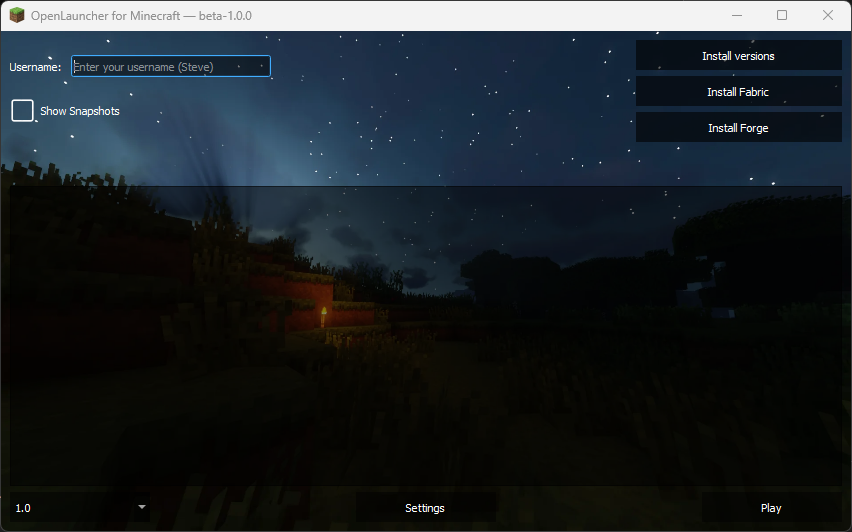 OpenLauncher for Minecraft — beta-1.0.0
Username:
Enter your username (Steve)
Install versions
Show Snapshots
Install Fabric
Install Forge
1.0
Settings
Play